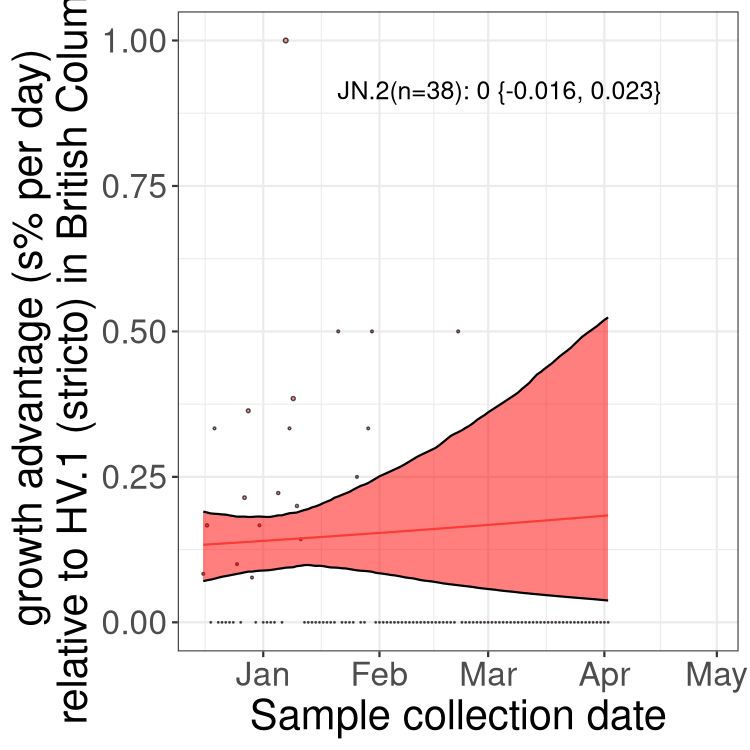 growth advantage (s% per day)
relative to HV.1 (stricto) in British Colum
1.00
0.75
0.50
0.25
0.00
JN.2(n=38): 0 {-0.016, 0.023}
Jan Feb Mar Apr May
Sample collection date